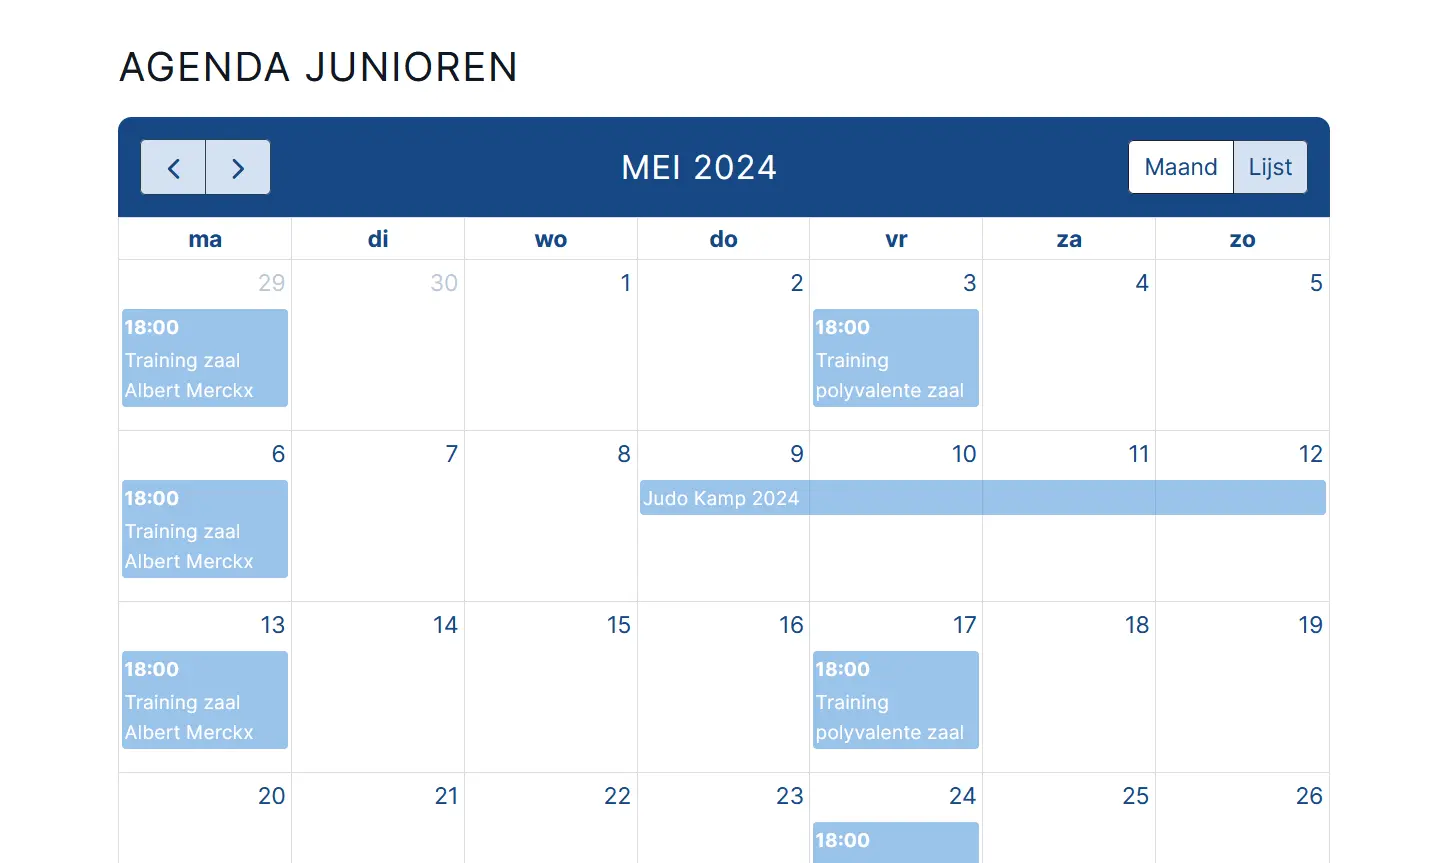 AGENDA JUNIOREN
MEI 2024
Maand Lijst
ma di wo do vr za zo
29 30 1 2 3 4 5
18:00 18:00
Training zaal Training
Albert Merckx polyvalente zaal
6 7 8 9 10 11 12
18:00 Judo Kamp 2024
Training zaal
Albert Merckx
13 14 15 16 17 18 19
18:00 18:00
Training zaal Training
Albert Merckx polyvalente zaal
20 21 22 23 24 25 26
18:00